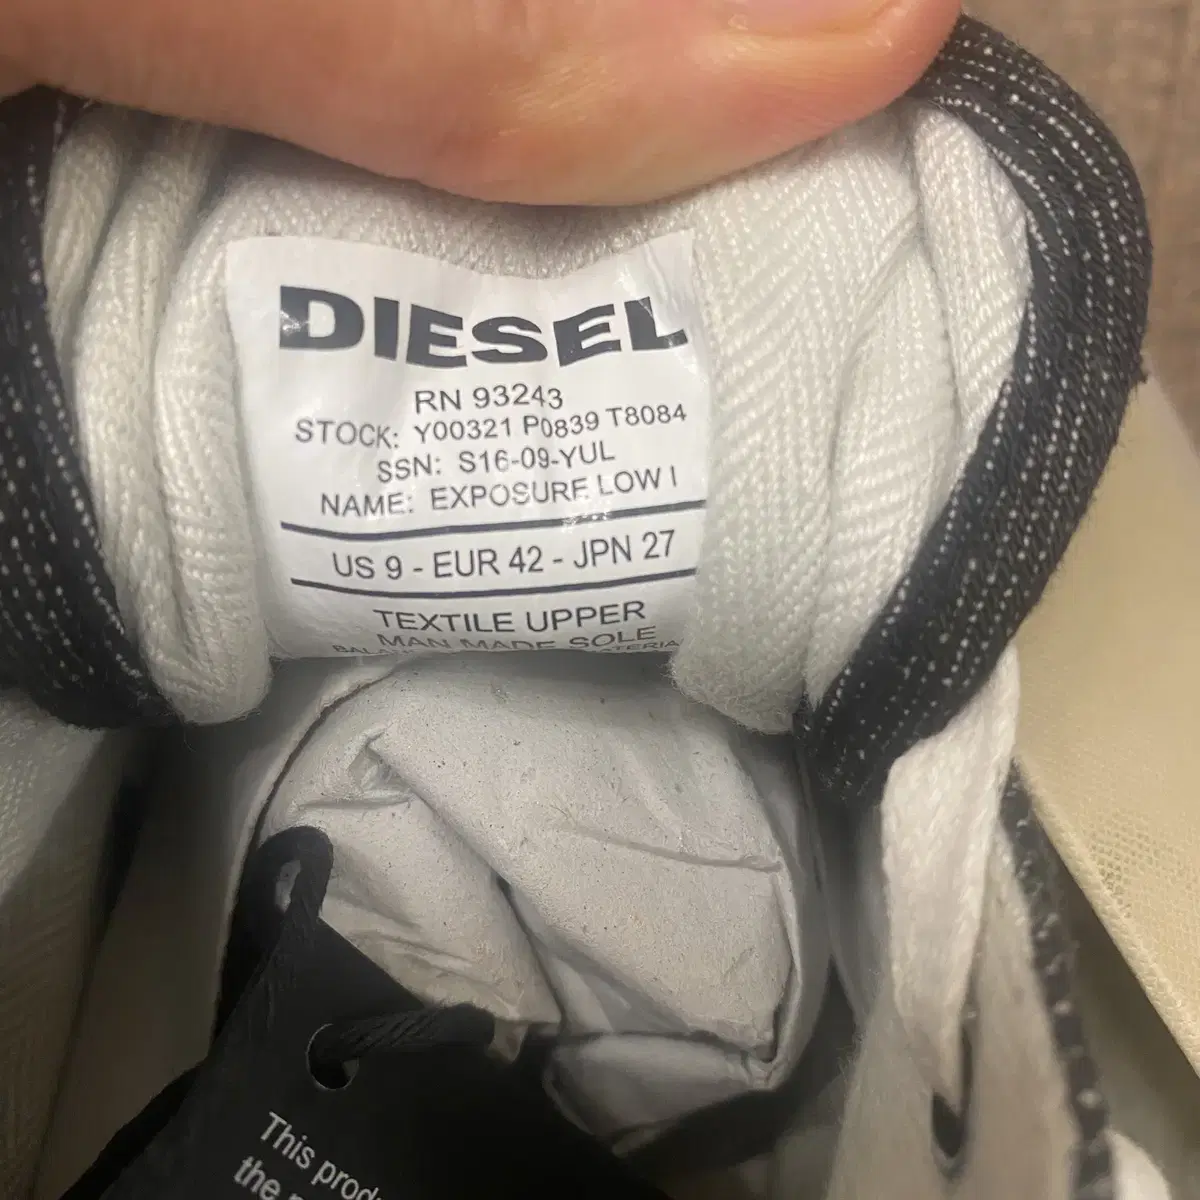 DIESEL
RN 93243
STOCK: Y00321 P0839 T8084
SSN: S16-09-YUL
NAME: EXPOSURE LOW I
US 9 - EUR 42 - JPN 27
TEXTILE UPPER
MAN MADE SOLE
This
the